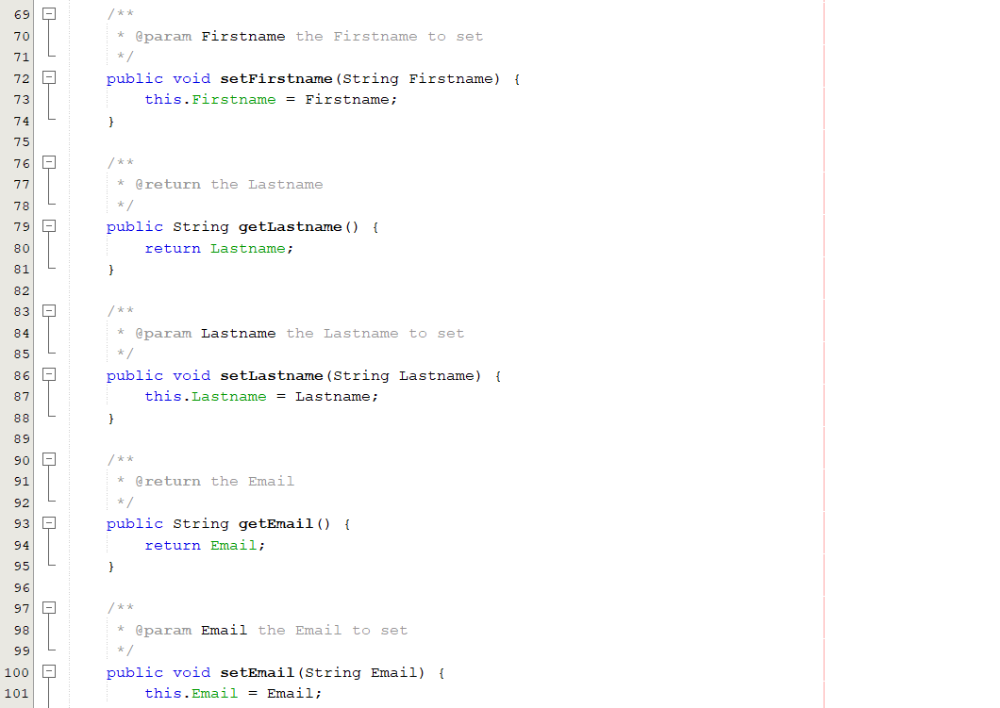 69 /**
70  * @param Firstname the Firstname to set
71  */
72 public void setFirstname(String Firstname) {
73     this.Firstname = Firstname;
74 }
75
76 /**
77  * @return the Lastname
78  */
79 public String getLastname() {
80     return Lastname;
81 }
82
83 /**
84  * @param Lastname the Lastname to set
85  */
86 public void setLastname(String Lastname) {
87     this.Lastname = Lastname;
88 }
89
90 /**
91  * @return the Email
92  */
93 public String getEmail() {
94     return Email;
95 }
96
97 /**
98  * @param Email the Email to set
99  */
100 public void setEmail(String Email) {
101     this.Email = Email;